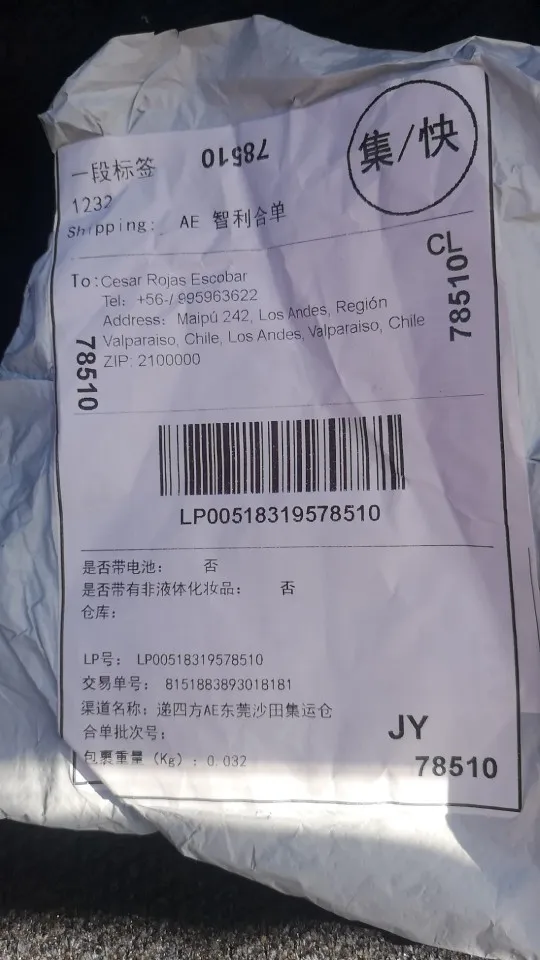 集/快
一段标签
78510
1232
Shipping: AE 智利合单
CL
78510
To:Cesar Rojas Escobar
Tel: +56-/995963622
Address: Maipú 242, Los Andes, Región
Valparaiso, Chile, Los Andes, Valparaiso, Chile
ZIP: 2100000
78510
LP00518319578510
是否带电池: 否
是否带有非液体化妆品: 否
仓库:
LP号: LP00518319578510
交易单号: 8151883893018181
渠道名称: 递四方AE东莞沙田集运仓
合单批次号:
包裹重量(Kg): 0.032
JY
78510